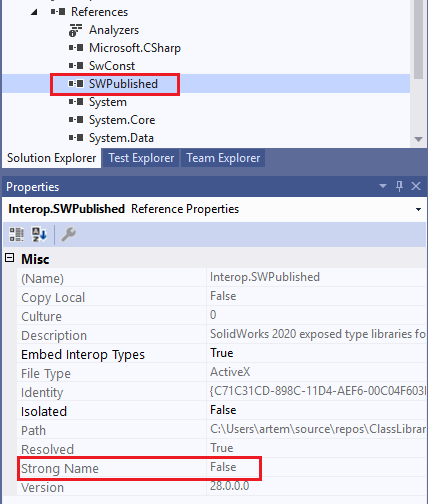 References
Analyzers
Microsoft.CSharp
SwConst
SWPublished
System
System.Core
System.Data
Solution Explorer Test Explorer Team Explorer
Properties
Interop.SWPublished Reference Properties
Misc
(Name) Interop.SWPublished
Copy Local False
Culture 0
Description SolidWorks 2020 exposed type libraries fo
Embed Interop Types True
File Type ActiveX
Identity {C71C31CD-898C-11D4-AEF6-00C04F603
Isolated False
Path C:\Users\artem\source\repos\ClassLibrar
Resolved True
Strong Name False
Version 28.0.0.0